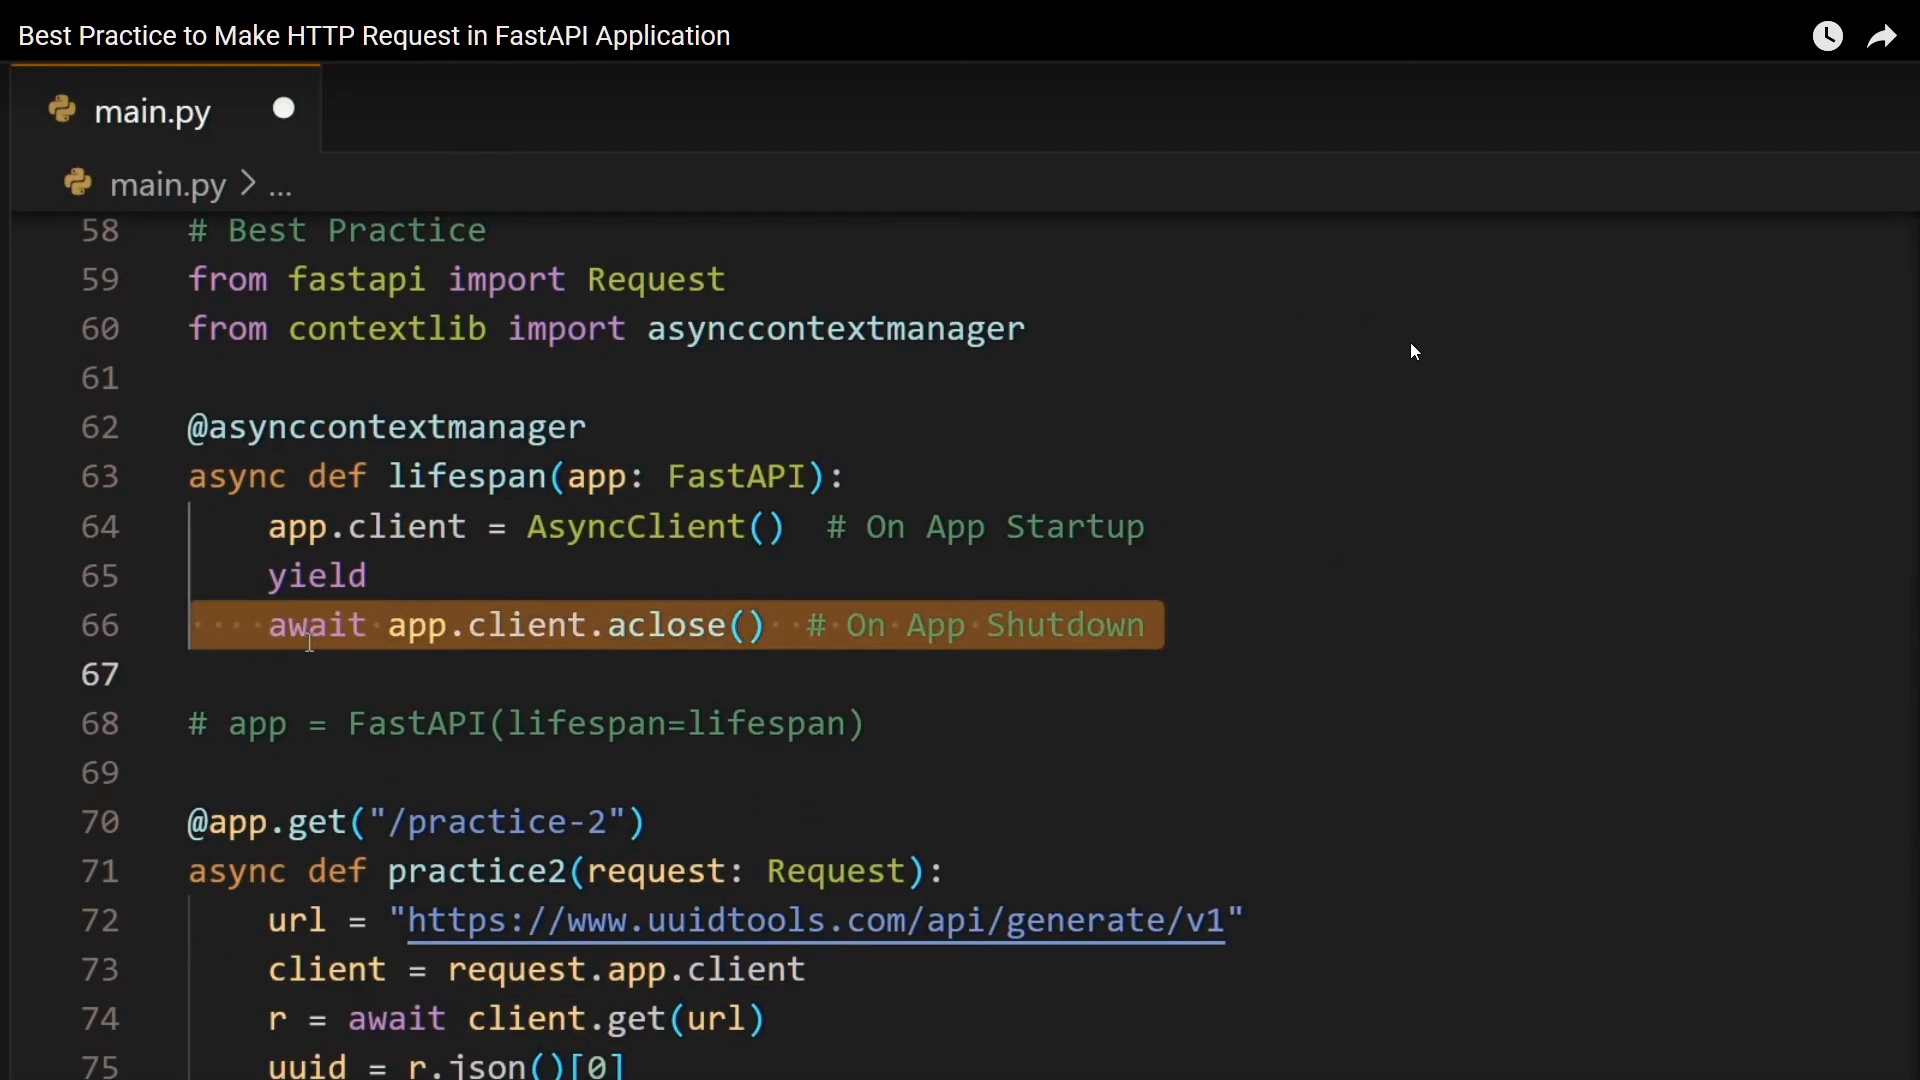 Best Practice to Make HTTP Request in FastAPI Application
main.py
main.py > ...
58 # Best Practice
59 from fastapi import Request
60 from contextlib import asynccontextmanager
61
62 @asynccontextmanager
63 async def lifespan(app: FastAPI):
64     app.client = AsyncClient()  # On App Startup
65     yield
66     await app.client.aclose()  # On App Shutdown
67
68 # app = FastAPI(lifespan=lifespan)
69
70 @app.get("/practice-2")
71 async def practice2(request: Request):
72     url = "https://www.uuidtools.com/api/generate/v1"
73     client = request.app.client
74     r = await client.get(url)
75     uuid = r.json()[0]